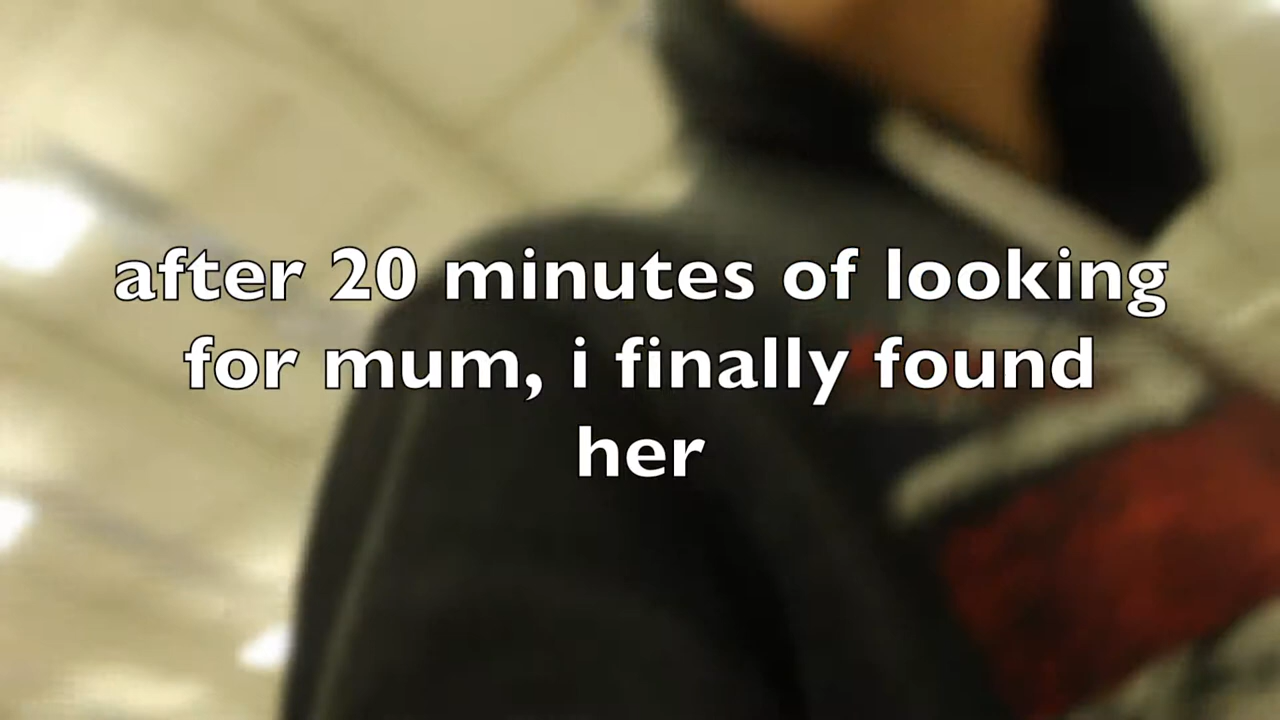 after 20 minutes of looking
for mum, i finally found
her